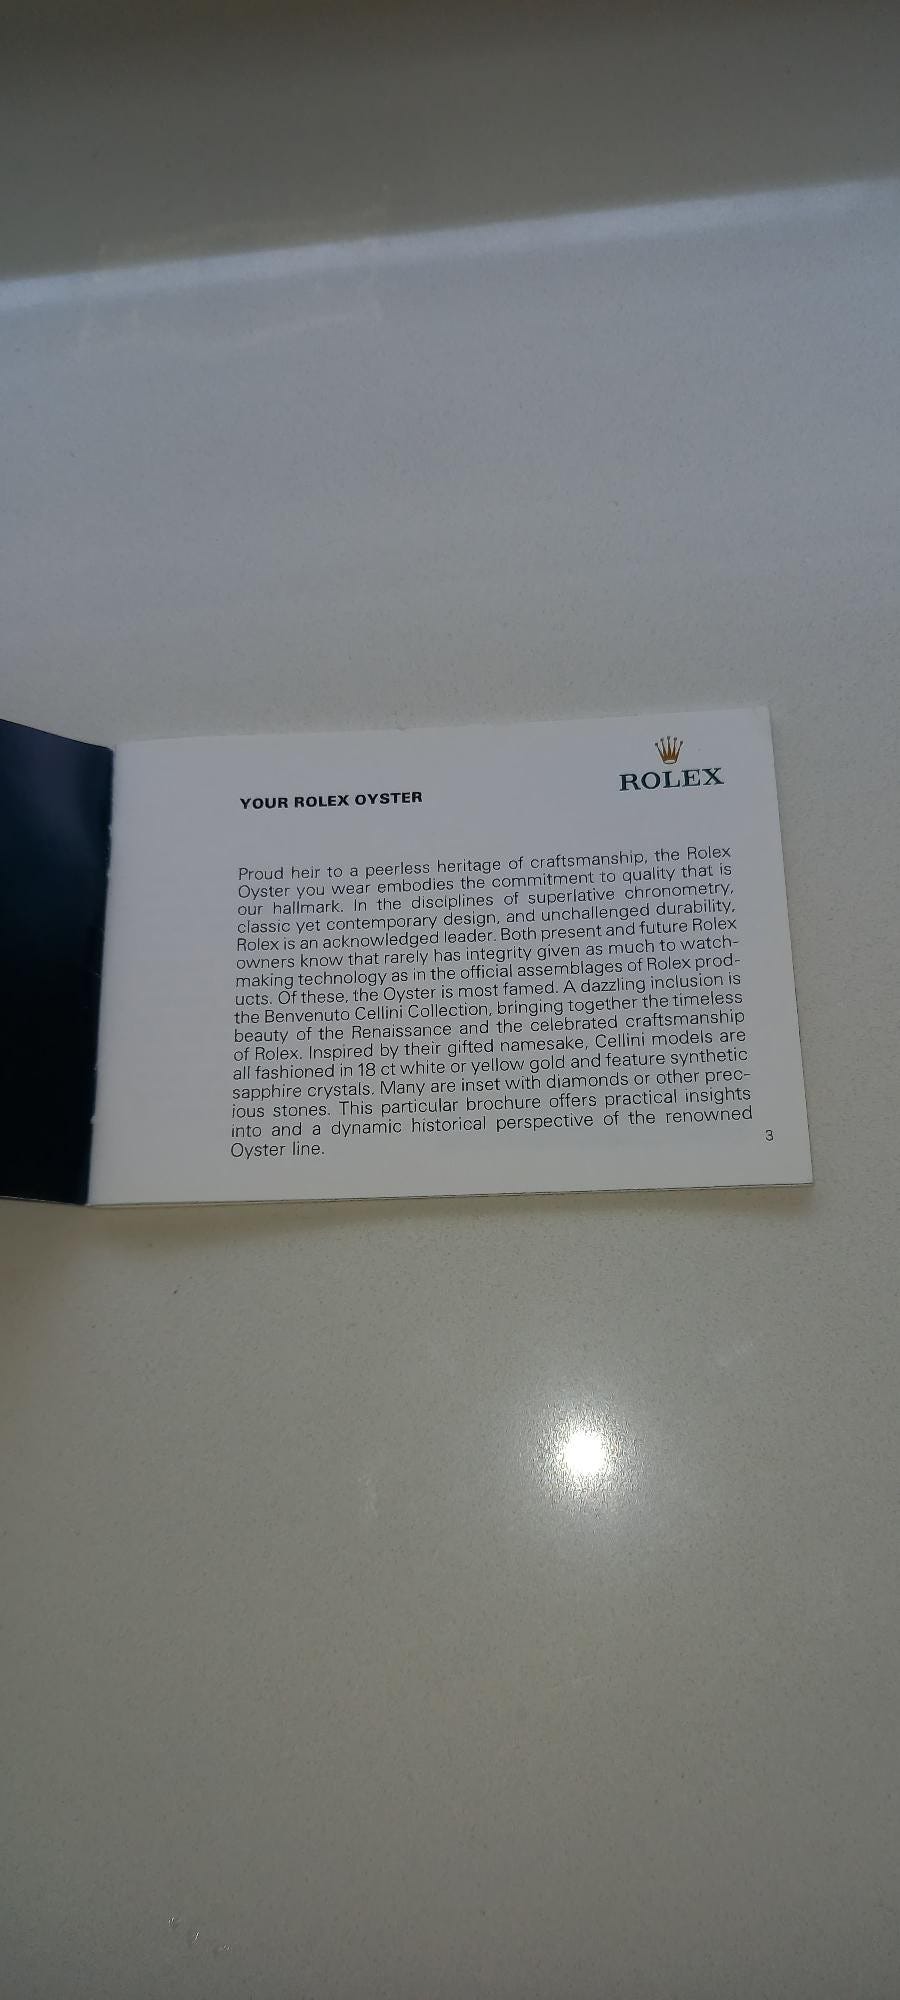 ROLEX
YOUR ROLEX OYSTER
Proud heir to a peerless heritage of craftsmanship, the Rolex
Oyster you wear embodies the commitment to quality that is
our hallmark. In the disciplines of superlative chronometry,
classic yet contemporary design, and unchallenged durability,
Rolex is an acknowledged leader. Both present and future Rolex
owners know that rarely has integrity given as much to watch-
making technology as in the official assemblages of Rolex prod-
ucts. Of these, the Oyster is most famed. A dazzling inclusion is
the Benvenuto Cellini Collection, bringing together the timeless
beauty of the Renaissance and the celebrated craftsmanship
of Rolex. Inspired by their gifted namesake, Cellini models are
all fashioned in 18 ct white or yellow gold and feature synthetic
sapphire crystals. Many are inset with diamonds or other prec-
ious stones. This particular brochure offers practical insights
into and a dynamic historical perspective of the renowned
Oyster line.
3